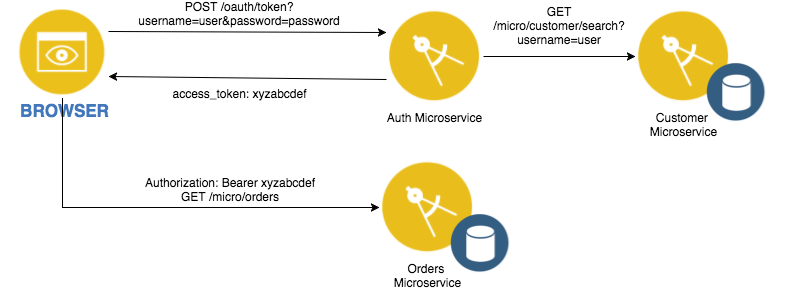 POST /oauth/token?
username=user&password=password
GET
/micro/customer/search?
username=user
access_token: xyzabcdef
BROWSER
Auth Microservice
Customer
Microservice
Authorization: Bearer xyzabcdef
GET /micro/orders
Orders
Microservice